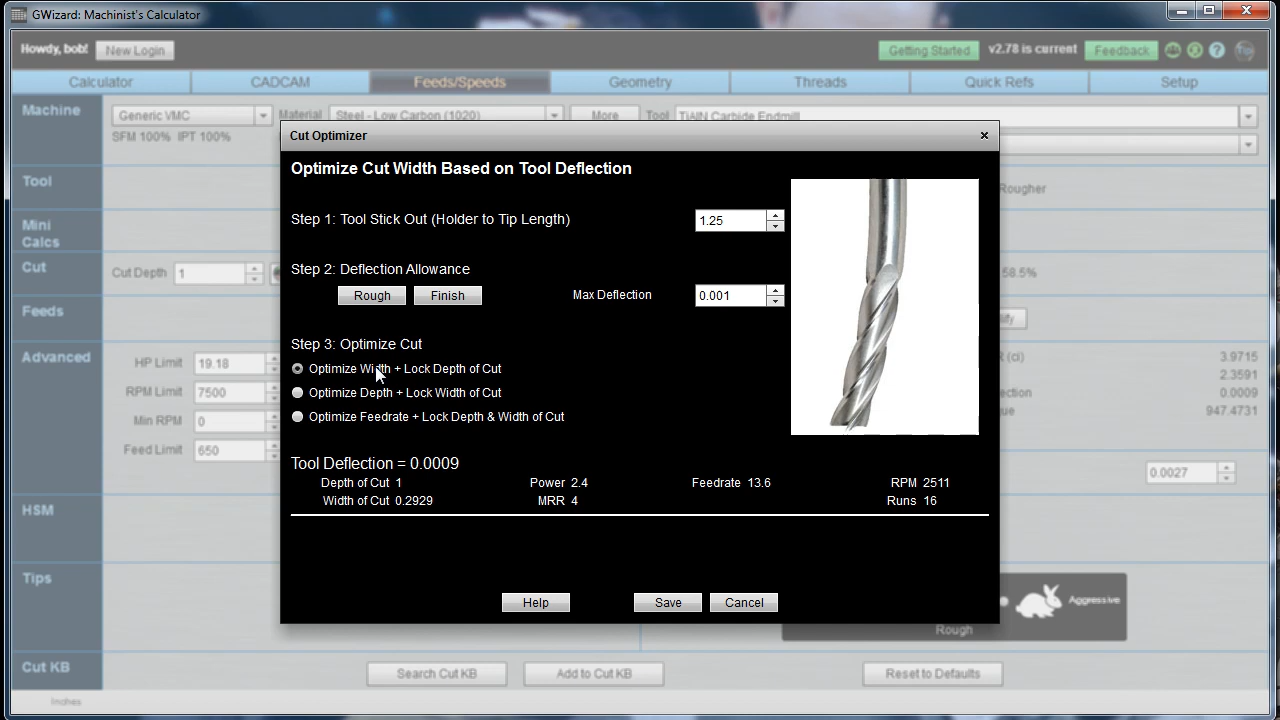 GWizard: Machinist's Calculator
Howdy, bob! New Login Getting Started v2.78 is current Feedback ?
Calculator CADCAM Feeds/Speeds Geometry Threads Quick Refs Setup
Machine Generic VMC Material Steel - Low Carbon (1020) More Tool TiAlN Carbide Endmill
SFM 100% IPT 100%
Cut Optimizer
Optimize Cut Width Based on Tool Deflection
Tool Rougher
Step 1: Tool Stick Out (Holder to Tip Length) 1.25
Mini
Calcs
Cut Cut Depth 1 58.5%
Step 2: Deflection Allowance
Rough Finish Max Deflection 0.001
Feeds
Step 3: Optimize Cut
Advanced HP Limit 19.18 3.9715
Optimize Width + Lock Depth of Cut 2.3591
RPM Limit 7500 Optimize Depth + Lock Width of Cut 0.0009
Min RPM 0 Optimize Feedrate + Lock Depth & Width of Cut 947.4731
Feed Limit 650
Tool Deflection = 0.0009 0.0027
Depth of Cut 1 Power 2.4 Feedrate 13.6 RPM 2511
Width of Cut 0.2929 MRR 4 Runs 16
HSM
Tips
Help Save Cancel
Aggressive
Rough
Cut KB Search Cut KB Add to Cut KB Reset to Defaults
Inches